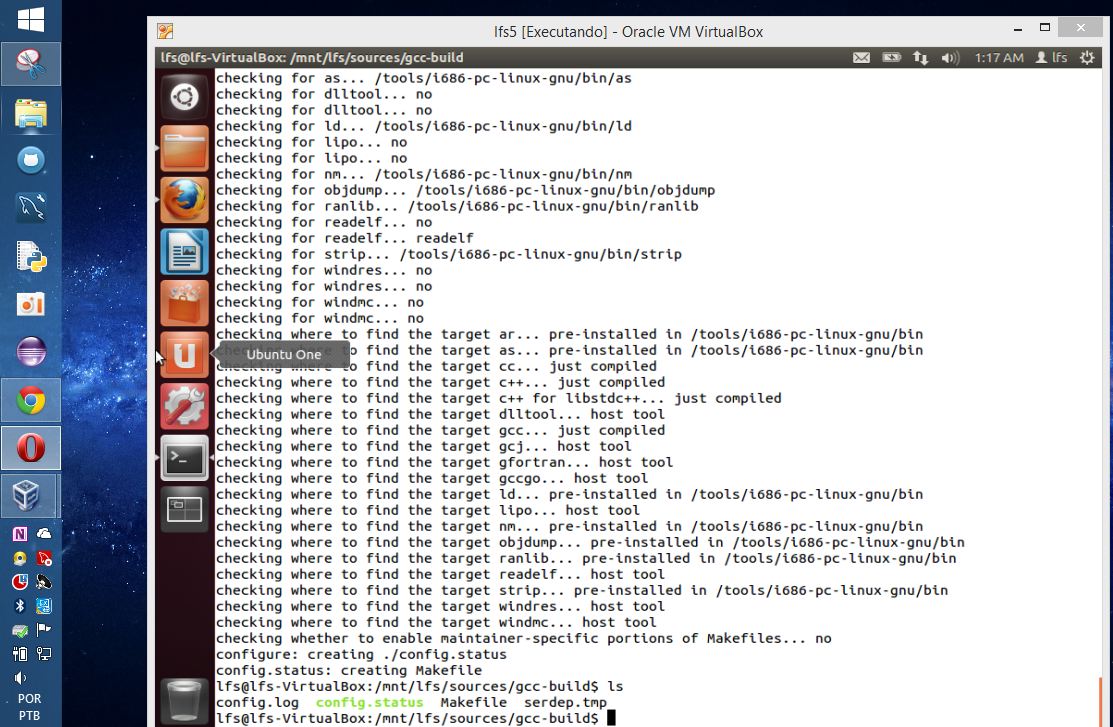 lfs5 [Executando] - Oracle VM VirtualBox
lfs@lfs-VirtualBox: /mnt/lfs/sources/gcc-build
1:17 AM lfs
checking for as... /tools/i686-pc-linux-gnu/bin/as
checking for dlltool... no
checking for dlltool... no
checking for ld... /tools/i686-pc-linux-gnu/bin/ld
checking for lipo... no
checking for lipo... no
checking for nm... /tools/i686-pc-linux-gnu/bin/nm
checking for objdump... /tools/i686-pc-linux-gnu/bin/objdump
checking for ranlib... /tools/i686-pc-linux-gnu/bin/ranlib
checking for readelf... no
checking for readelf... readelf
checking for strip... /tools/i686-pc-linux-gnu/bin/strip
checking for windres... no
checking for windres... no
checking for windmc... no
checking for windmc... no
checking where to find the target ar... pre-installed in /tools/i686-pc-linux-gnu/bin
checking where to find the target as... pre-installed in /tools/i686-pc-linux-gnu/bin
Ubuntu One
checking where to find the target cc... just compiled
checking where to find the target c++... just compiled
checking where to find the target c++ for libstdc++... just compiled
checking where to find the target dlltool... host tool
checking where to find the target gcc... just compiled
checking where to find the target gcj... host tool
checking where to find the target gfortran... host tool
checking where to find the target gccgo... host tool
checking where to find the target ld... pre-installed in /tools/i686-pc-linux-gnu/bin
checking where to find the target lipo... host tool
checking where to find the target nm... pre-installed in /tools/i686-pc-linux-gnu/bin
checking where to find the target objdump... pre-installed in /tools/i686-pc-linux-gnu/bin
checking where to find the target ranlib... pre-installed in /tools/i686-pc-linux-gnu/bin
checking where to find the target readelf... host tool
checking where to find the target strip... pre-installed in /tools/i686-pc-linux-gnu/bin
checking where to find the target windres... host tool
checking where to find the target windmc... host tool
checking whether to enable maintainer-specific portions of Makefiles... no
configure: creating ./config.status
config.status: creating Makefile
lfs@lfs-VirtualBox:/mnt/lfs/sources/gcc-build$ ls
config.log config.status Makefile serdep.tmp
lfs@lfs-VirtualBox:/mnt/lfs/sources/gcc-build$
POR
PTB